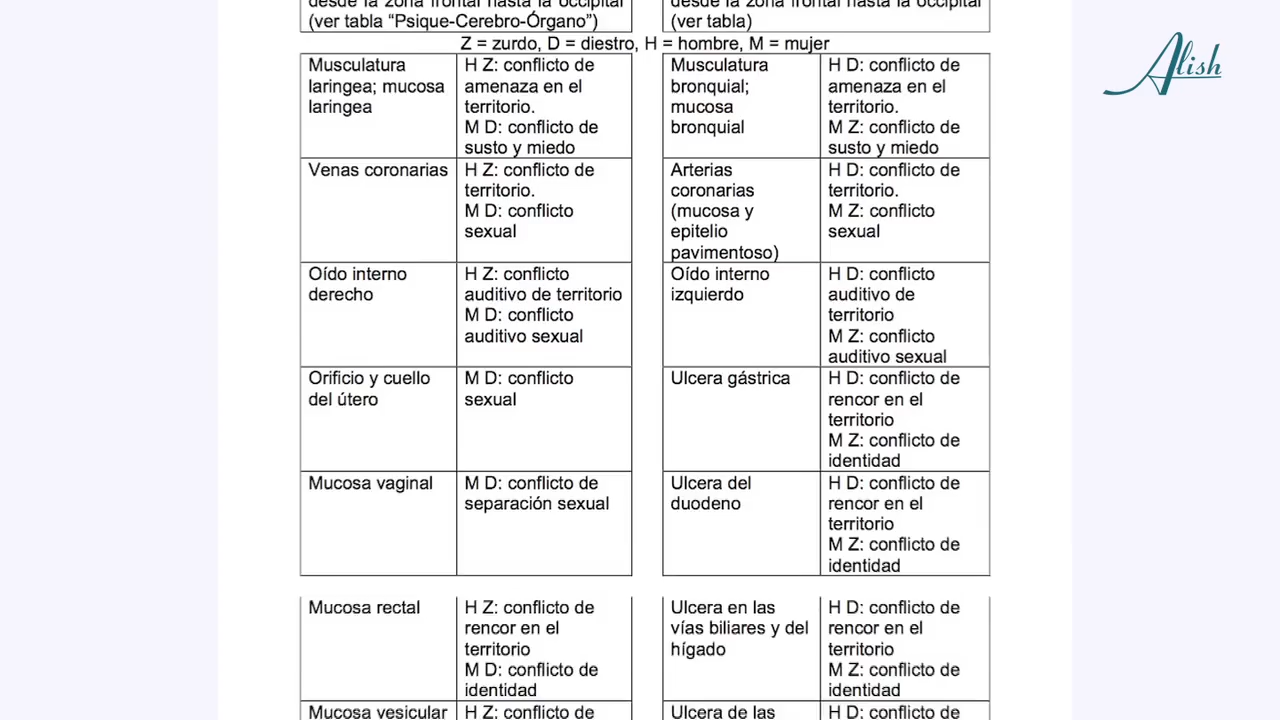 desde la zona frontal hasta la occipital
(ver tabla “Psique-Cerebro-Órgano”)
desde la zona frontal hasta la occipital
(ver tabla)
Z = zurdo, D = diestro, H = hombre, M = mujer
Musculatura
laringea; mucosa
laringea
H Z: conflicto de
amenaza en el
territorio.
M D: conflicto de
susto y miedo
Musculatura
bronquial;
mucosa
bronquial
H D: conflicto de
amenaza en el
territorio.
M Z: conflicto de
susto y miedo
Venas coronarias
H Z: conflicto de
territorio.
M D: conflicto
sexual
Arterias
coronarias
(mucosa y
epitelio
pavimentoso)
H D: conflicto de
territorio.
M Z: conflicto
sexual
Oído interno
derecho
H Z: conflicto
auditivo de territorio
M D: conflicto
auditivo sexual
Oído interno
izquierdo
H D: conflicto
auditivo de
territorio
M Z: conflicto
auditivo sexual
Orificio y cuello
del útero
M D: conflicto
sexual
Ulcera gástrica
H D: conflicto de
rencor en el
territorio
M Z: conflicto de
identidad
Mucosa vaginal
M D: conflicto de
separación sexual
Ulcera del
duodeno
H D: conflicto de
rencor en el
territorio
M Z: conflicto de
identidad
Mucosa rectal
H Z: conflicto de
rencor en el
territorio
M D: conflicto de
identidad
Ulcera en las
vías biliares y del
hígado
H D: conflicto de
rencor en el
territorio
M Z: conflicto de
identidad
Mucosa vesicular
H Z: conflicto de
Ulcera de las
H D: conflicto de
Alish